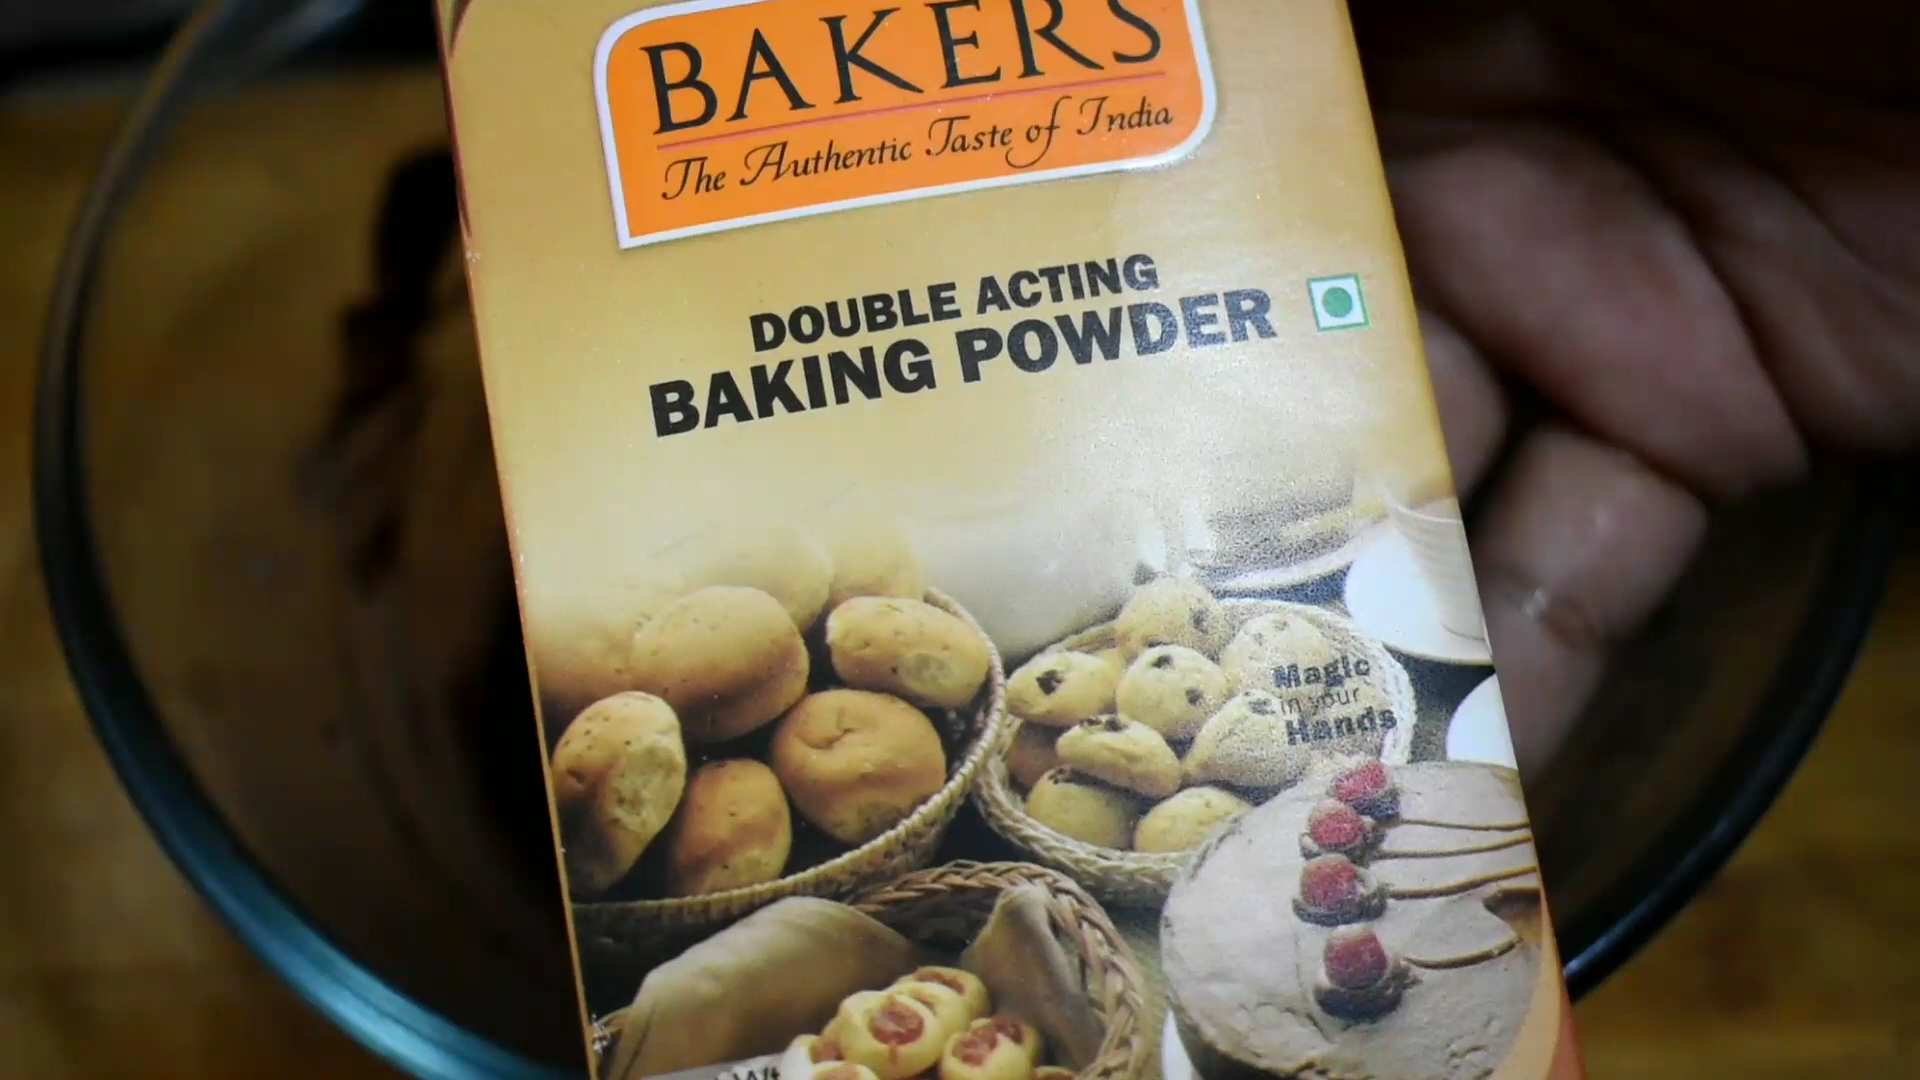 BAKERS
The Authentic Taste of India
DOUBLE ACTING
BAKING POWDER
Magic
in your
Hands